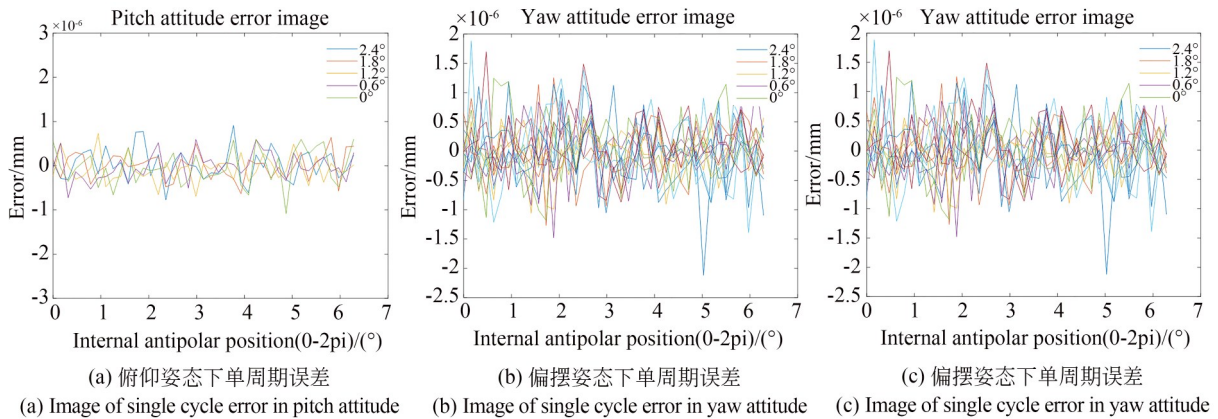 Pitch attitude error image
×10⁻⁶
3
2
1
0
-1
-2
-3
Error/mm
2.4°
1.8°
1.2°
0.6°
0°
0 1 2 3 4 5 6 7
Internal antipolar position(0-2pi)/(°)
(a) 俯仰姿态下单周期误差
(a) Image of single cycle error in pitch attitude
Yaw attitude error image
×10⁻⁶
2
1.5
1
0.5
0
-0.5
-1
-1.5
-2
-2.5
Error/mm
2.4°
1.8°
1.2°
0.6°
0°
0 1 2 3 4 5 6 7
Internal antipolar position(0-2pi)/(°)
(b) 偏摆姿态下单周期误差
(b) Image of single cycle error in yaw attitude
Yaw attitude error image
×10⁻⁶
2
1.5
1
0.5
0
-0.5
-1
-1.5
-2
-2.5
Error/mm
2.4°
1.8°
1.2°
0.6°
0°
0 1 2 3 4 5 6 7
Internal antipolar position(0-2pi)/(°)
(c) 偏摆姿态下单周期误差
(c) Image of single cycle error in yaw attitude